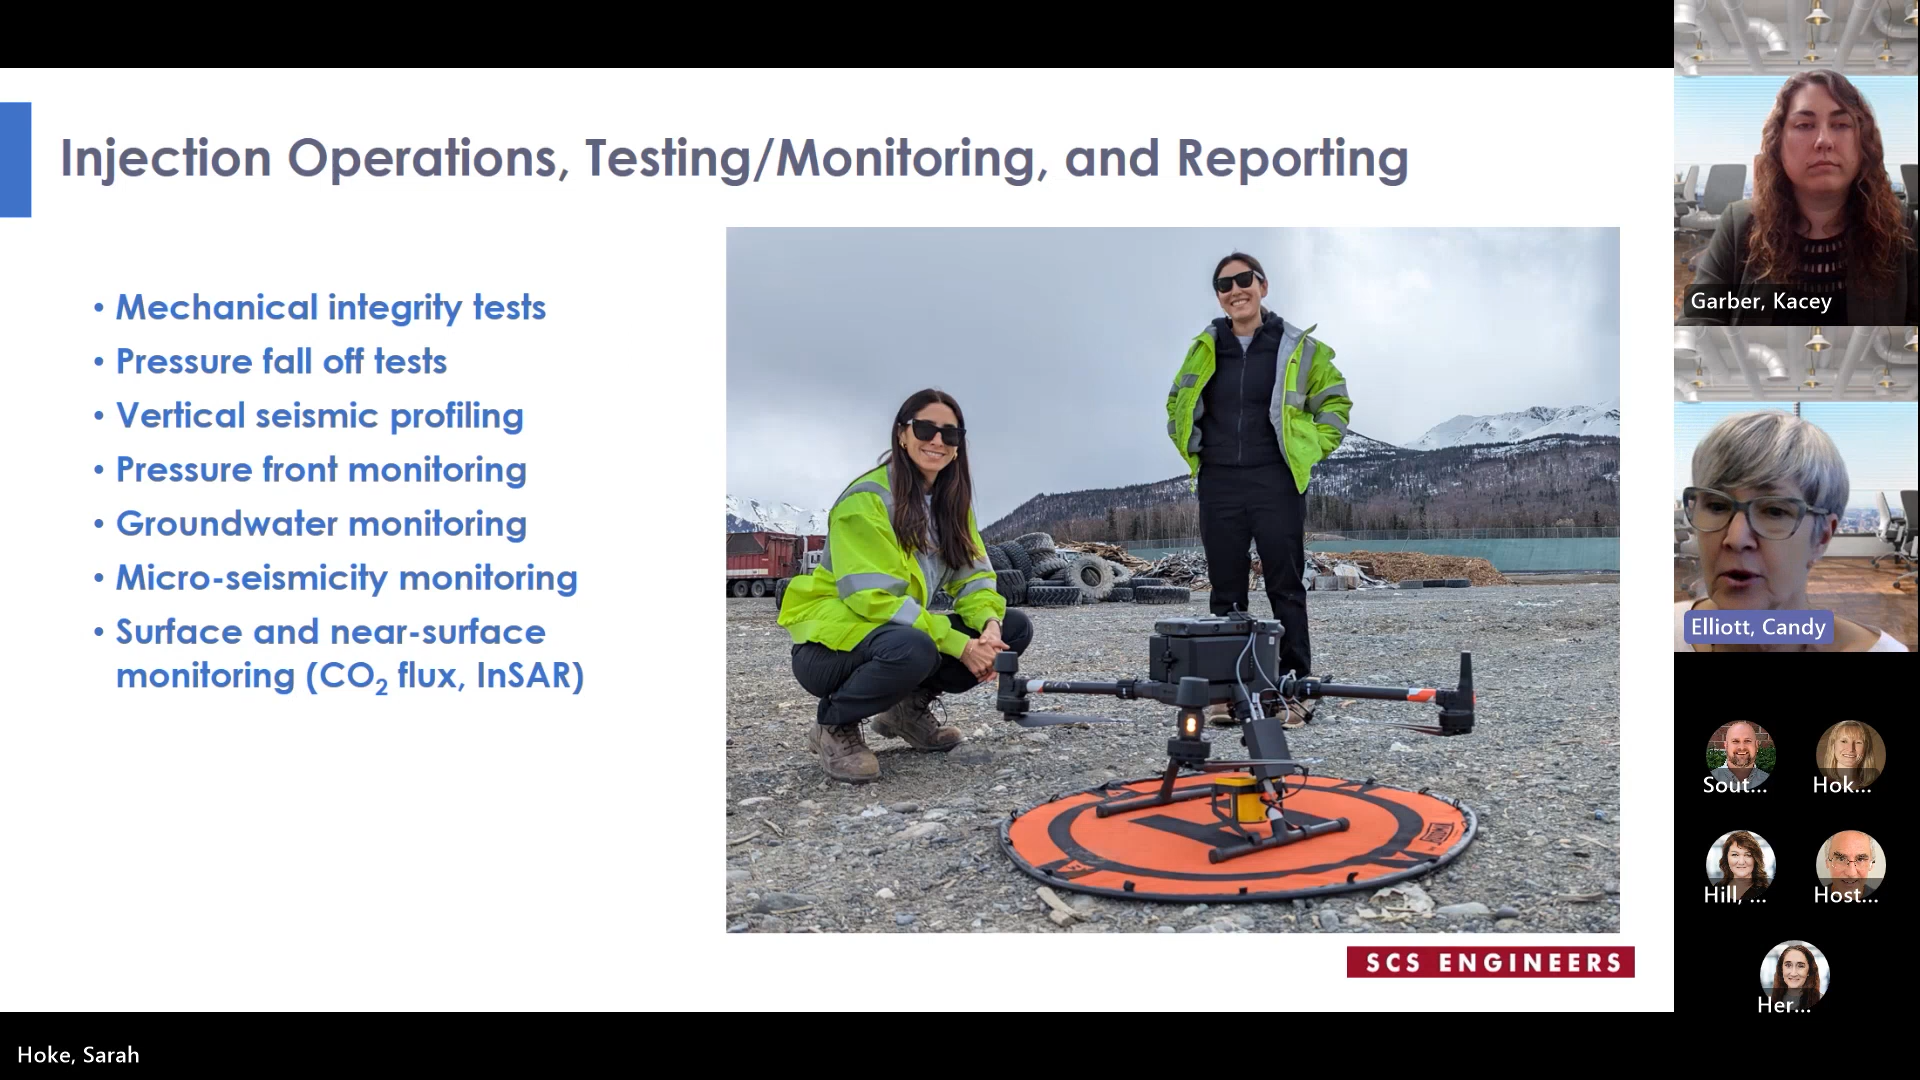 Injection Operations, Testing/Monitoring, and Reporting
• Mechanical integrity tests
• Pressure fall off tests
• Vertical seismic profiling
• Pressure front monitoring
• Groundwater monitoring
• Micro-seismicity monitoring
• Surface and near-surface
monitoring (CO₂ flux, InSAR)
SCS ENGINEERS
Garber, Kacey
Elliott, Candy
Sout...
Hok...
Hill, ...
Host...
Her...
Hoke, Sarah